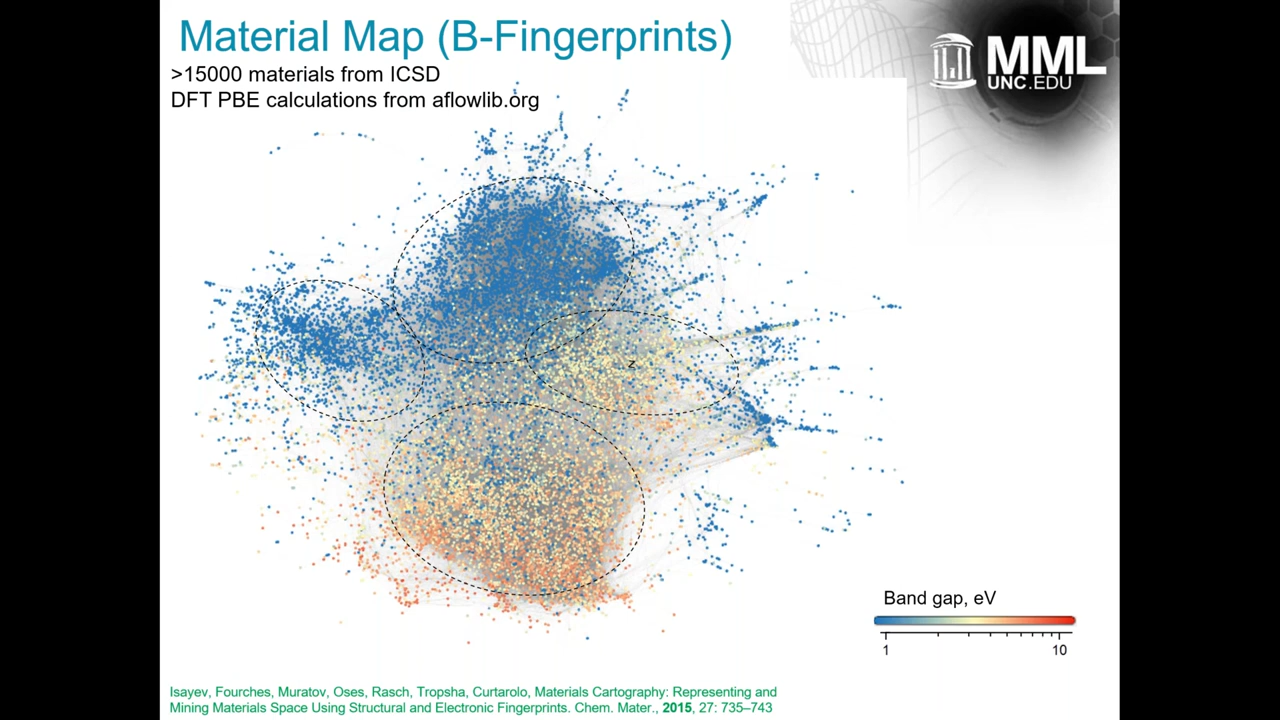 Material Map (B-Fingerprints)
>15000 materials from ICSD
DFT PBE calculations from aflowlib.org
MML
UNC.EDU
z
Band gap, eV
1 10
Isayev, Fourches, Muratov, Oses, Rasch, Tropsha, Curtarolo, Materials Cartography: Representing and
Mining Materials Space Using Structural and Electronic Fingerprints. Chem. Mater., 2015, 27: 735–743